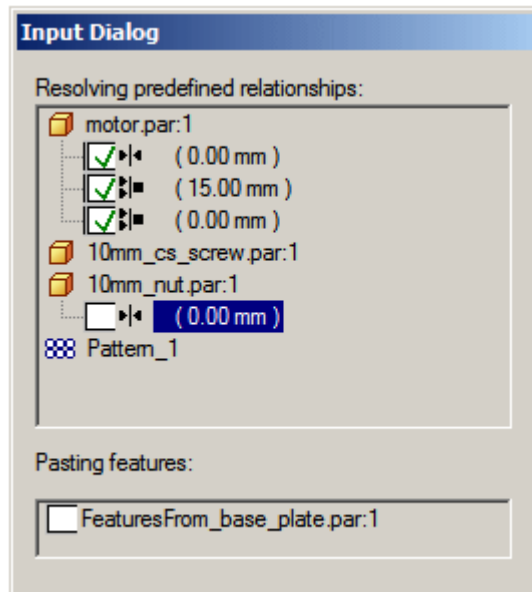 Input Dialog
Resolving predefined relationships:
motor.par:1
( 0.00 mm )
( 15.00 mm )
( 0.00 mm )
10mm_cs_screw.par:1
10mm_nut.par:1
( 0.00 mm )
Pattern_1
Pasting features:
FeaturesFrom_base_plate.par:1